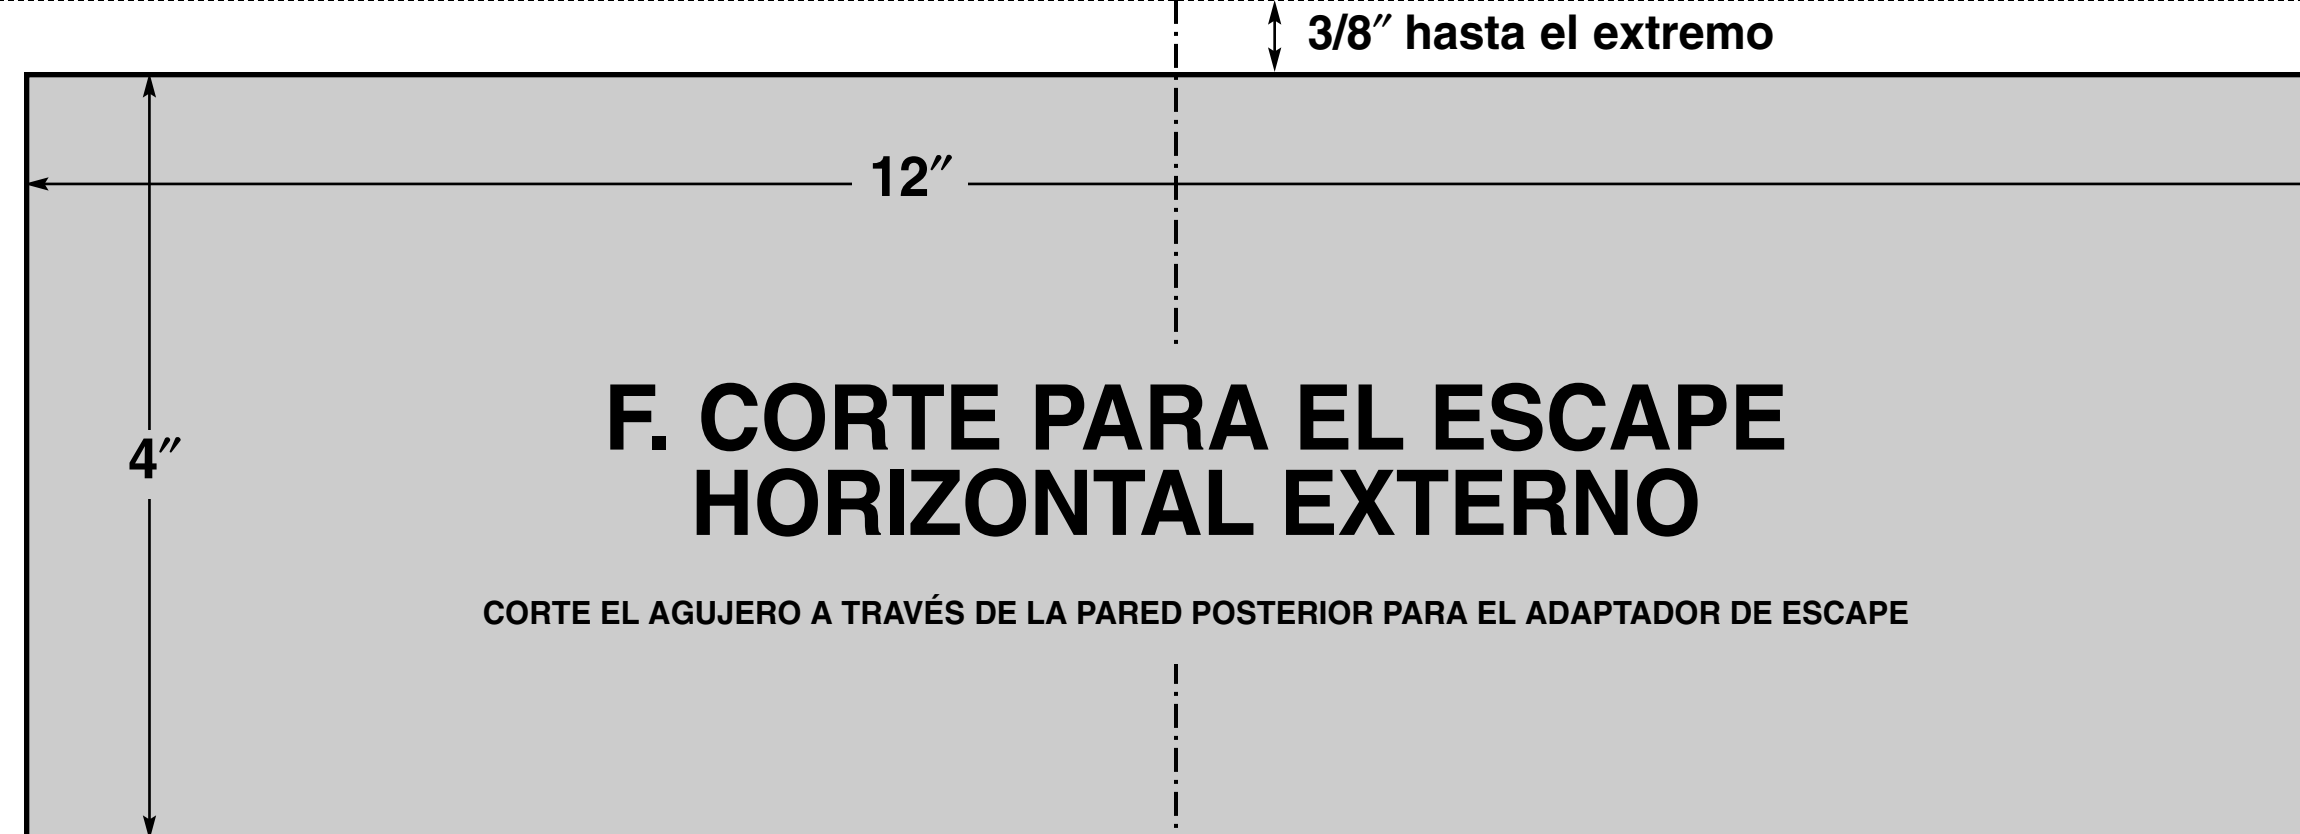 3/8″ hasta el extremo
12″
F. CORTE PARA EL ESCAPE
HORIZONTAL EXTERNO
4″
CORTE EL AGUJERO A TRAVÉS DE LA PARED POSTERIOR PARA EL ADAPTADOR DE ESCAPE